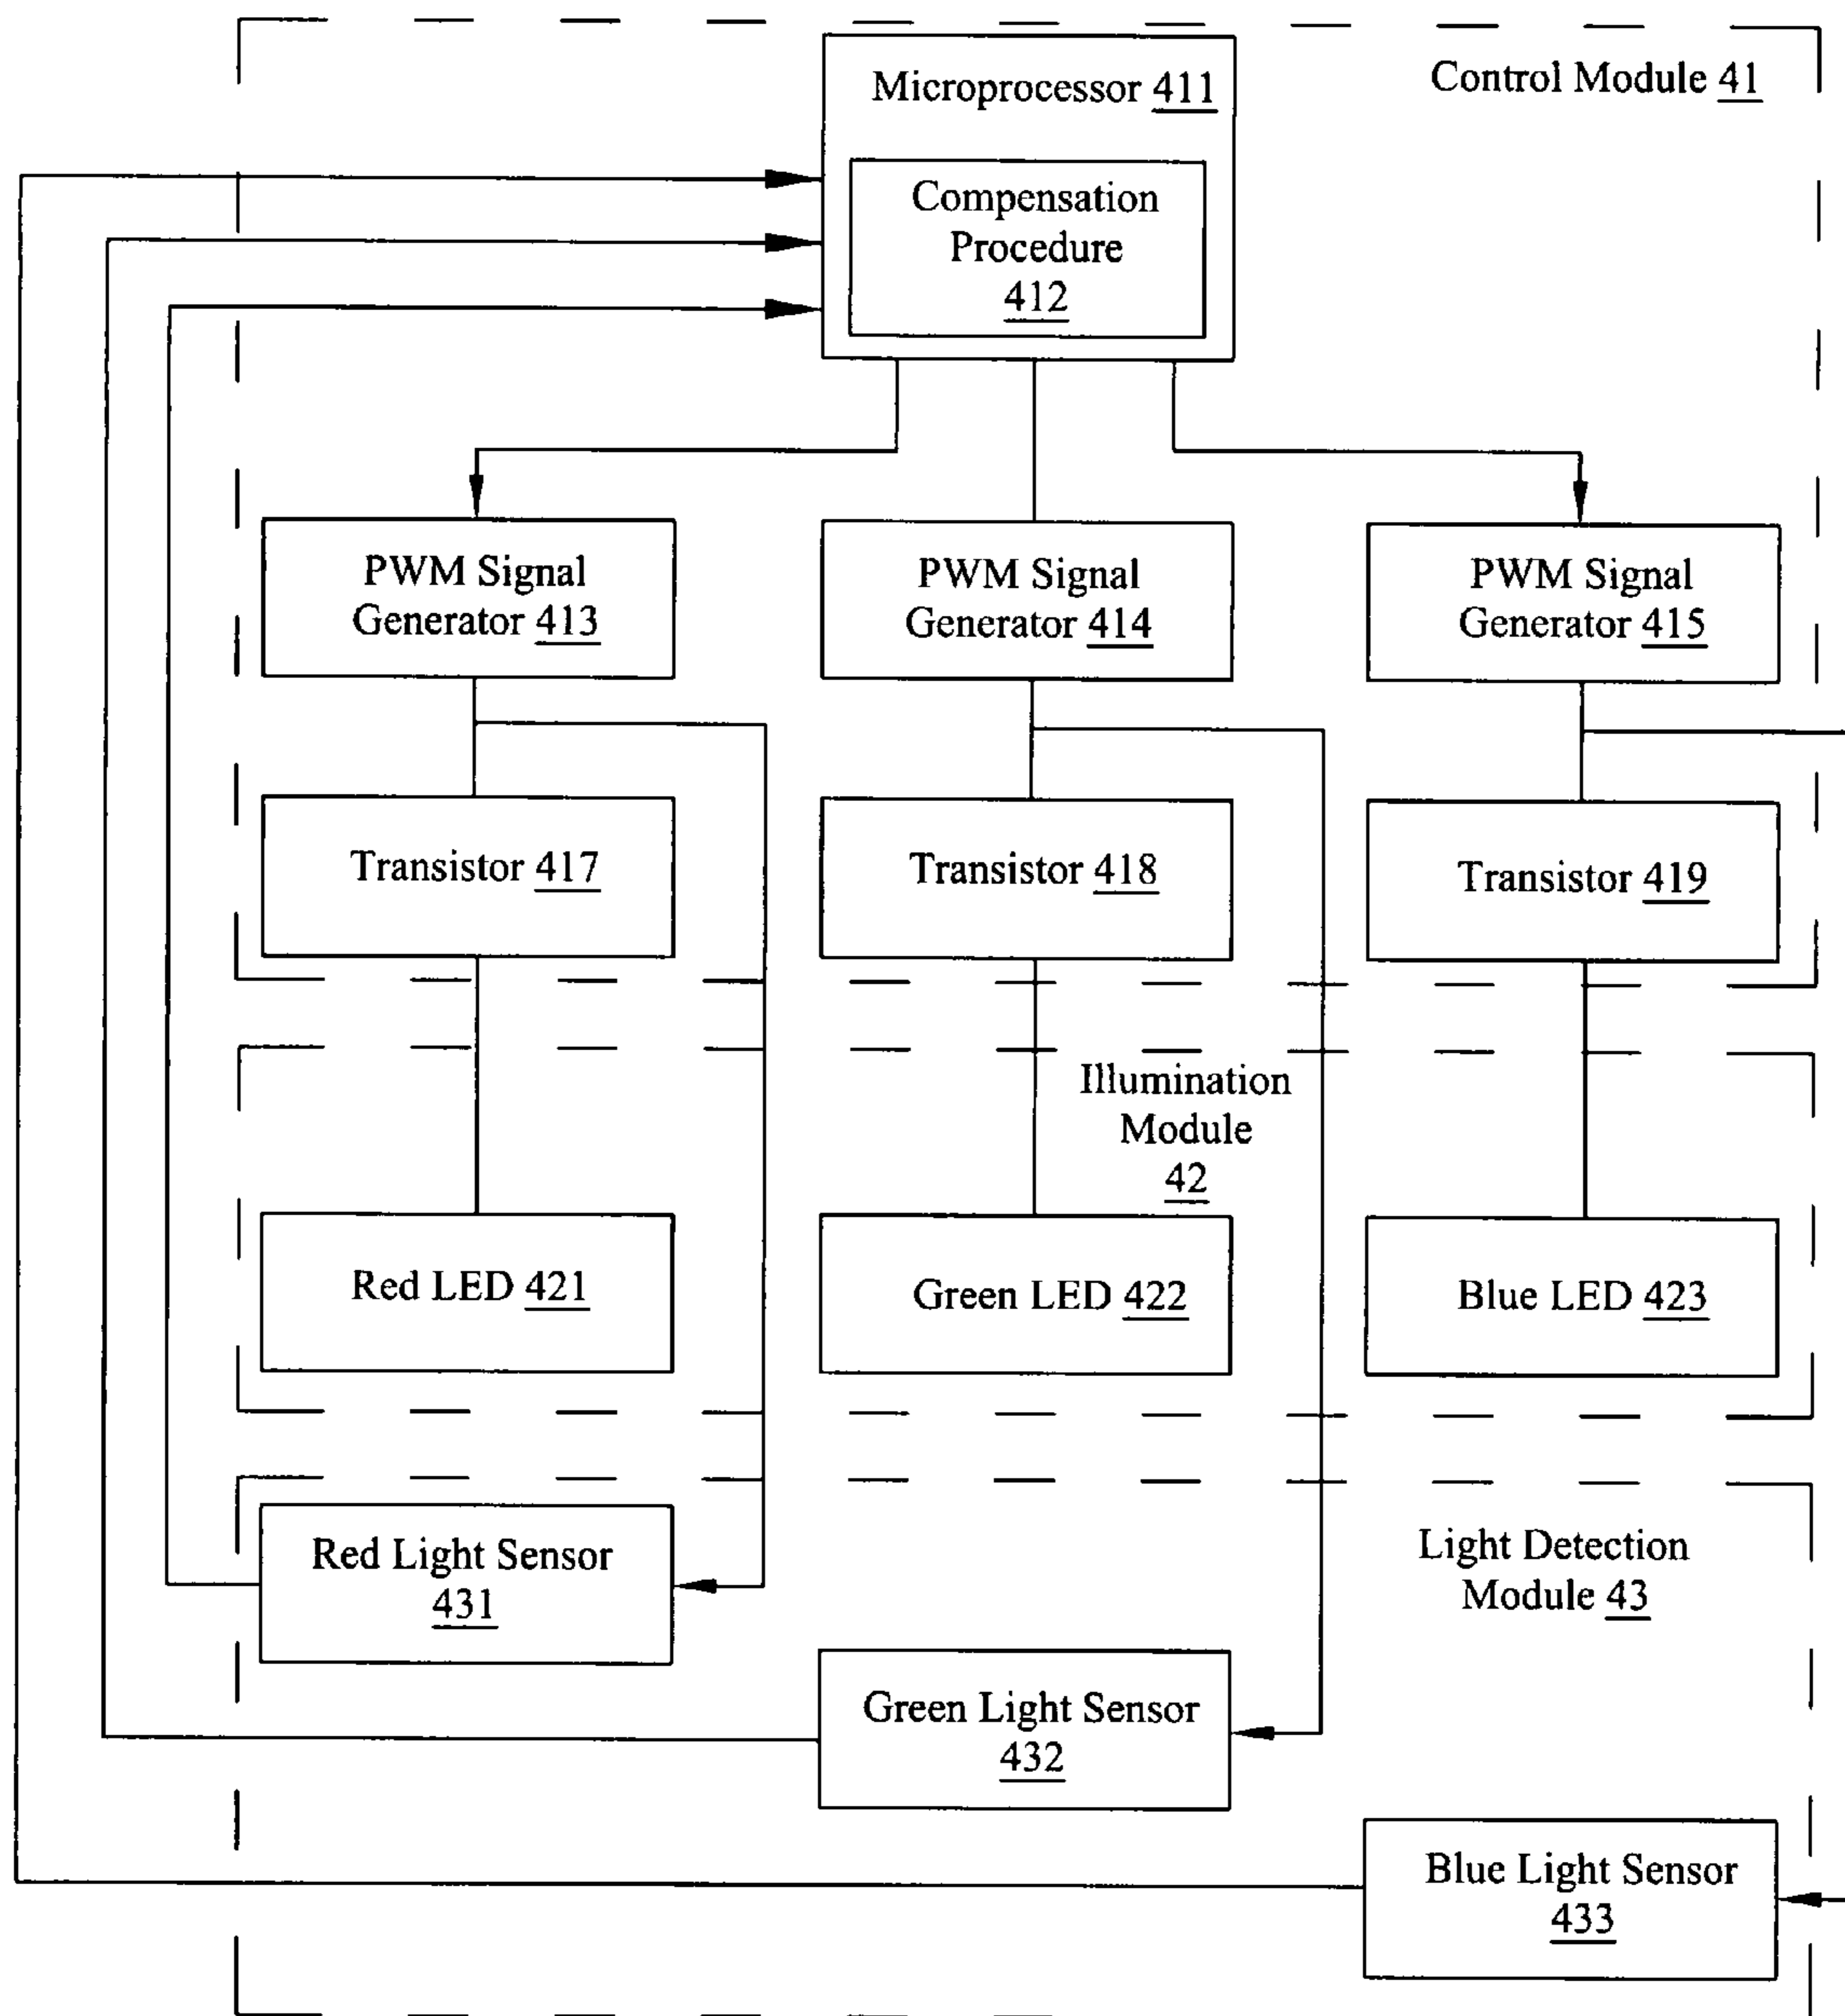 Control Module 41
Microprocessor 411
Compensation
Procedure
412
PWM Signal
Generator 413
PWM Signal
Generator 414
PWM Signal
Generator 415
Transistor 417
Transistor 418
Transistor 419
Illumination
Module
42
Red LED 421
Green LED 422
Blue LED 423
Red Light Sensor
431
Light Detection
Module 43
Green Light Sensor
432
Blue Light Sensor
433